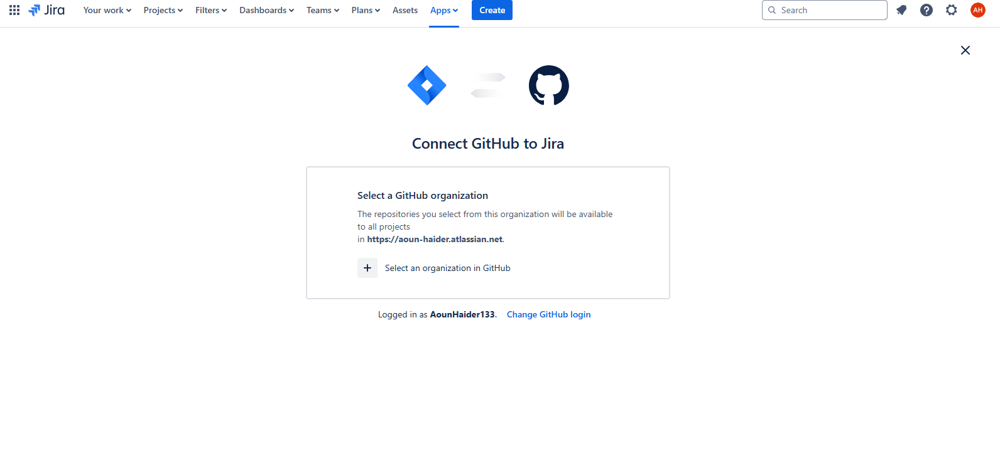 Jira Your work Projects Filters Dashboards Teams Plans Assets Apps Create Search AH
Connect GitHub to Jira
Select a GitHub organization
The repositories you select from this organization will be available
to all projects
in https://aoun-haider.atlassian.net.
Select an organization in GitHub
Logged in as AounHaider133. Change GitHub login